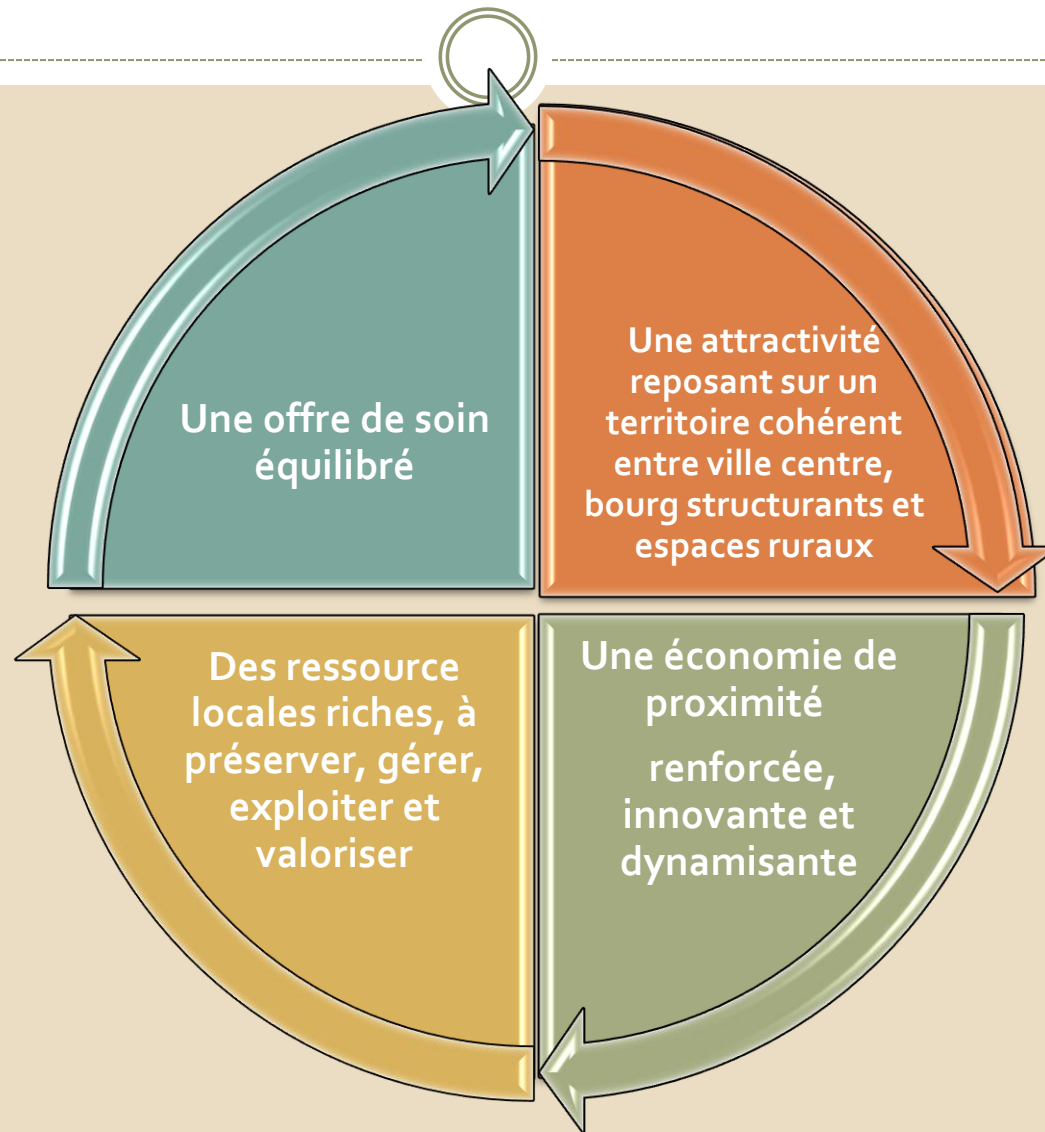 Une offre de soin
équilibré
Une attractivité
reposant sur un
territoire cohérent
entre ville centre,
bourg structurants et
espaces ruraux
Des ressource
locales riches, à
préserver, gérer,
exploiter et
valoriser
Une économie de
proximité
renforcée,
innovante et
dynamisante